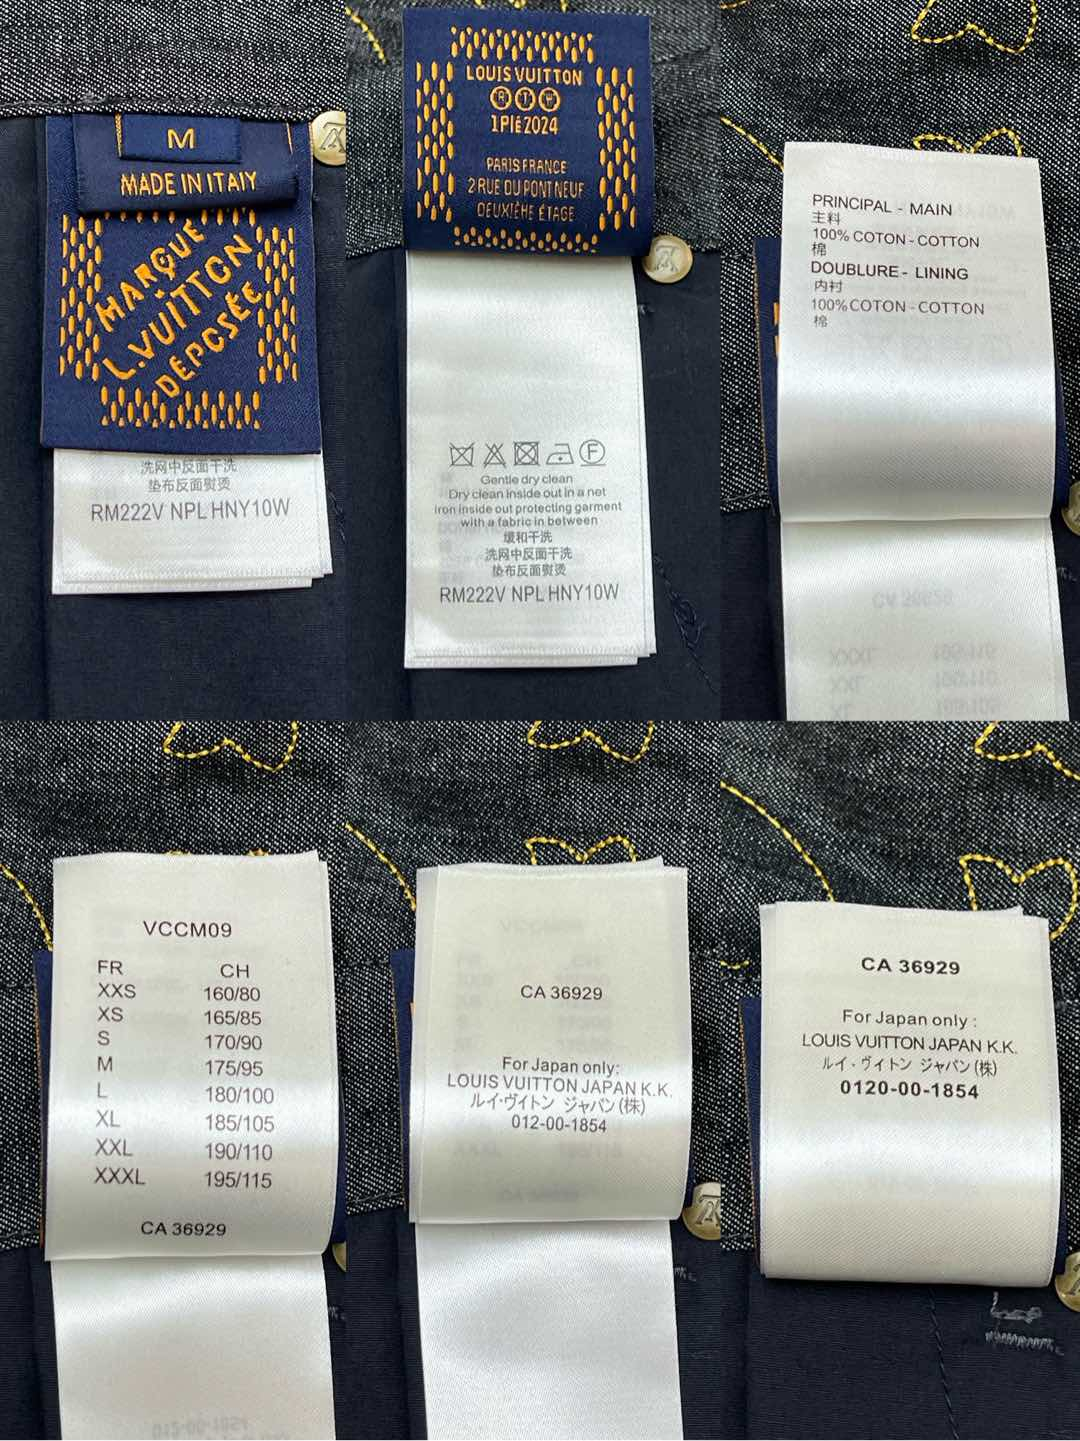 M
MADE IN ITALY
MARQUE
L.VUITTON
DÉPOSÉE
洗网中反面干洗
垫布反面熨烫
RM222V NPL HNY10W
LOUIS VUITTON
R T W
1PIÉ2024
PARIS FRANCE
2 RUE DU PONT NEUF
DEUXIÈME ÉTAGE
F
Gentle dry clean
Dry clean inside out in a net
iron inside out protecting garment
with a fabric in between
缓和干洗
洗网中反面干洗
垫布反面熨烫
RM222V NPL HNY10W
PRINCIPAL - MAIN
主料
100% COTON - COTTON
棉
DOUBLURE - LINING
内衬
100% COTON - COTTON
棉
VCCM09
FR CH
XXS 160/80
XS 165/85
S 170/90
M 175/95
L 180/100
XL 185/105
XXL 190/110
XXXL 195/115
CA 36929
CA 36929
For Japan only:
LOUIS VUITTON JAPAN K.K.
ルイ·ヴイトン ジャパン(株)
012-00-1854
CA 36929
For Japan only :
LOUIS VUITTON JAPAN K.K.
ルイ・ヴイトン ジャパン(株)
0120-00-1854